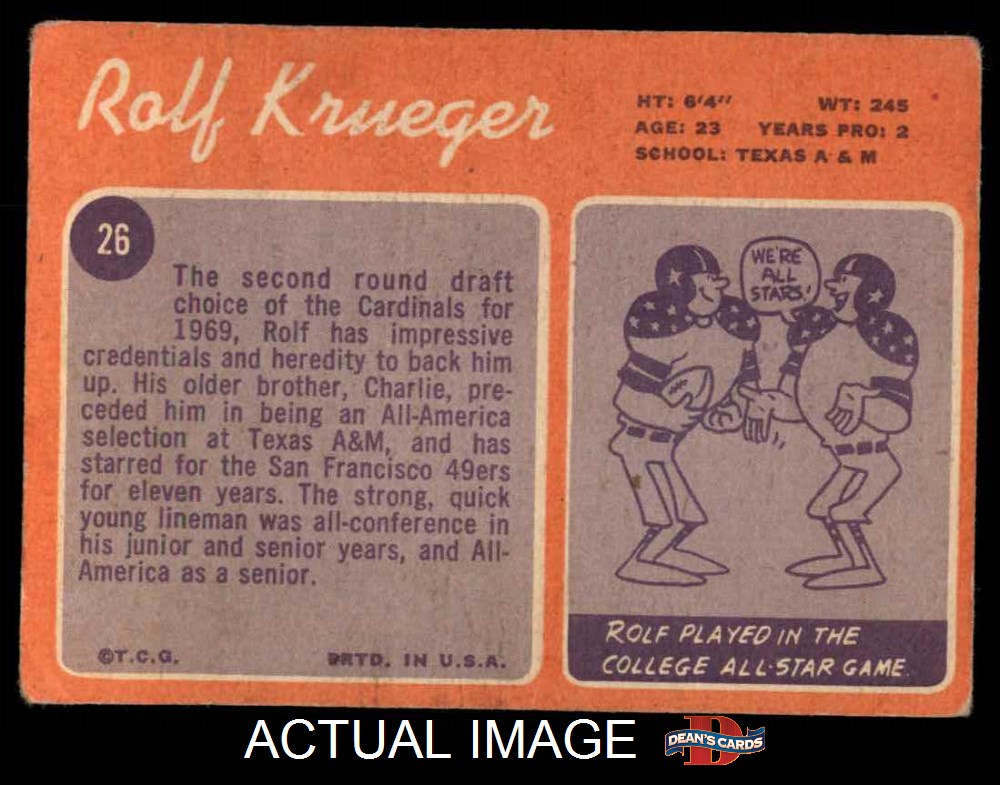 Rolf Krueger
HT: 6'4" WT: 245
AGE: 23 YEARS PRO: 2
SCHOOL: TEXAS A & M
26
The second round draft
choice of the Cardinals for
1969, Rolf has impressive
credentials and heredity to back him
up. His older brother, Charlie, pre-
ceded him in being an All-America
selection at Texas A&M, and has
starred for the San Francisco 49ers
for eleven years. The strong, quick
young lineman was all-conference in
his junior and senior years, and All-
America as a senior.
©T.C.G. PRTD. IN U.S.A.
WE'RE
ALL
STARS!
ROLF PLAYED IN THE
COLLEGE ALL-STAR GAME.
ACTUAL IMAGE
D
DEAN'S CARDS